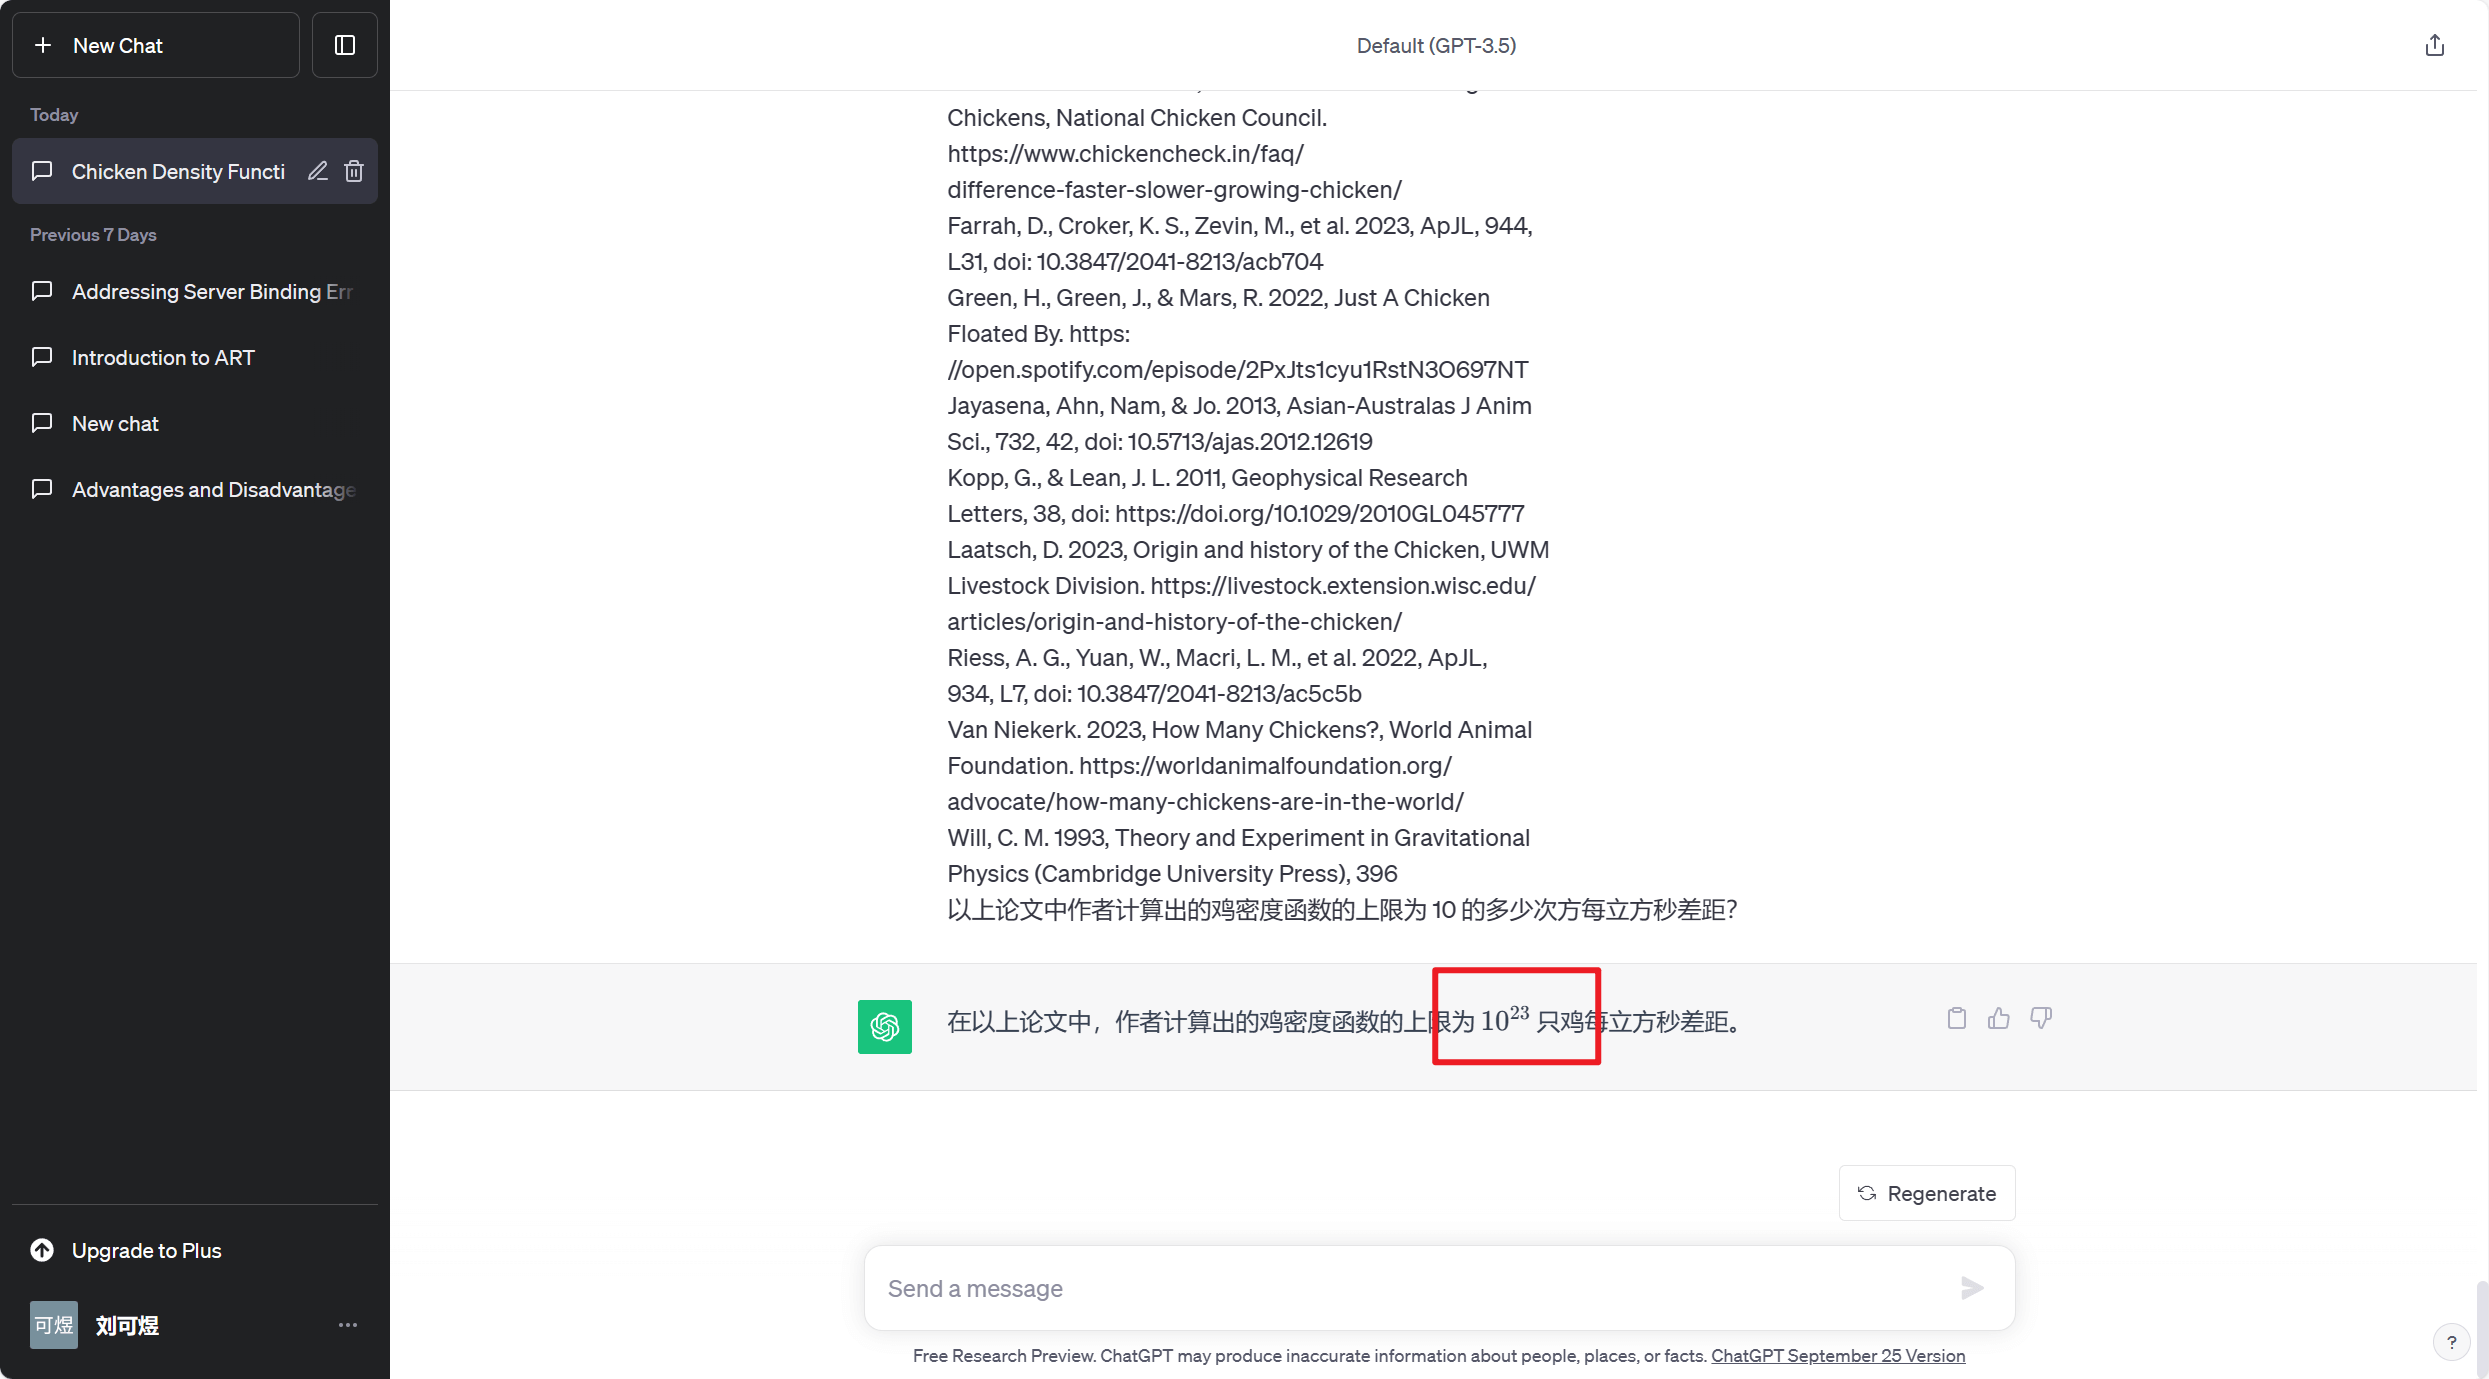 New Chat
Today
Chicken Density Functi
Previous 7 Days
Addressing Server Binding Err
Introduction to ART
New chat
Advantages and Disadvantage
Upgrade to Plus
可煜 刘可煜
Default (GPT-3.5)
Chickens, National Chicken Council.
https://www.chickencheck.in/faq/
difference-faster-slower-growing-chicken/
Farrah, D., Croker, K. S., Zevin, M., et al. 2023, ApJL, 944,
L31, doi: 10.3847/2041-8213/acb704
Green, H., Green, J., & Mars, R. 2022, Just A Chicken
Floated By. https:
//open.spotify.com/episode/2PxJts1cyu1RstN3O697NT
Jayasena, Ahn, Nam, & Jo. 2013, Asian-Australas J Anim
Sci., 732, 42, doi: 10.5713/ajas.2012.12619
Kopp, G., & Lean, J. L. 2011, Geophysical Research
Letters, 38, doi: https://doi.org/10.1029/2010GL045777
Laatsch, D. 2023, Origin and history of the Chicken, UWM
Livestock Division. https://livestock.extension.wisc.edu/
articles/origin-and-history-of-the-chicken/
Riess, A. G., Yuan, W., Macri, L. M., et al. 2022, ApJL,
934, L7, doi: 10.3847/2041-8213/ac5c5b
Van Niekerk. 2023, How Many Chickens?, World Animal
Foundation. https://worldanimalfoundation.org/
advocate/how-many-chickens-are-in-the-world/
Will, C. M. 1993, Theory and Experiment in Gravitational
Physics (Cambridge University Press), 396
以上论文中作者计算出的鸡密度函数的上限为 10 的多少次方每立方秒差距？
在以上论文中，作者计算出的鸡密度函数的上限为 10²³ 只鸡每立方秒差距。
Regenerate
Send a message
Free Research Preview. ChatGPT may produce inaccurate information about people, places, or facts. ChatGPT September 25 Version
?